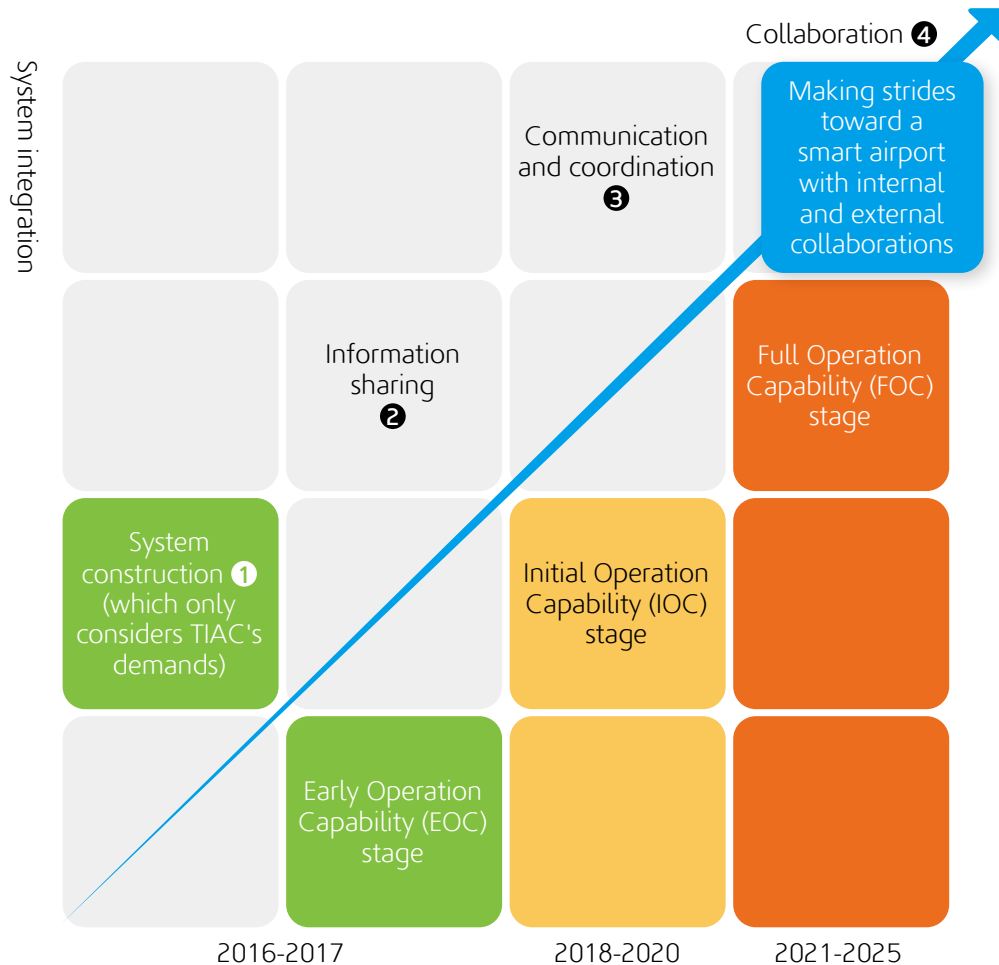 Collaboration ❹
System integration
Making strides
toward a
smart airport
with internal
and external
collaborations
Communication
and coordination
❸
Information
sharing
❷
Full Operation
Capability (FOC)
stage
System
construction ①
(which only
considers TIAC's
demands)
Initial Operation
Capability (IOC)
stage
Early Operation
Capability (EOC)
stage
2016-2017
2018-2020
2021-2025